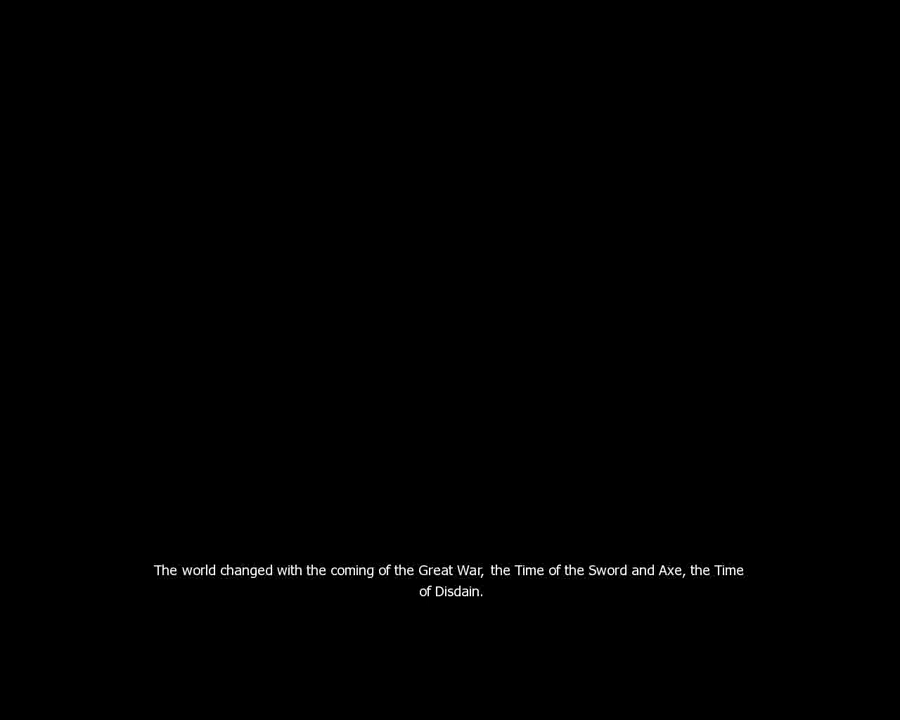 The world changed with the coming of the Great War, the Time of the Sword and Axe, the Time
of Disdain.